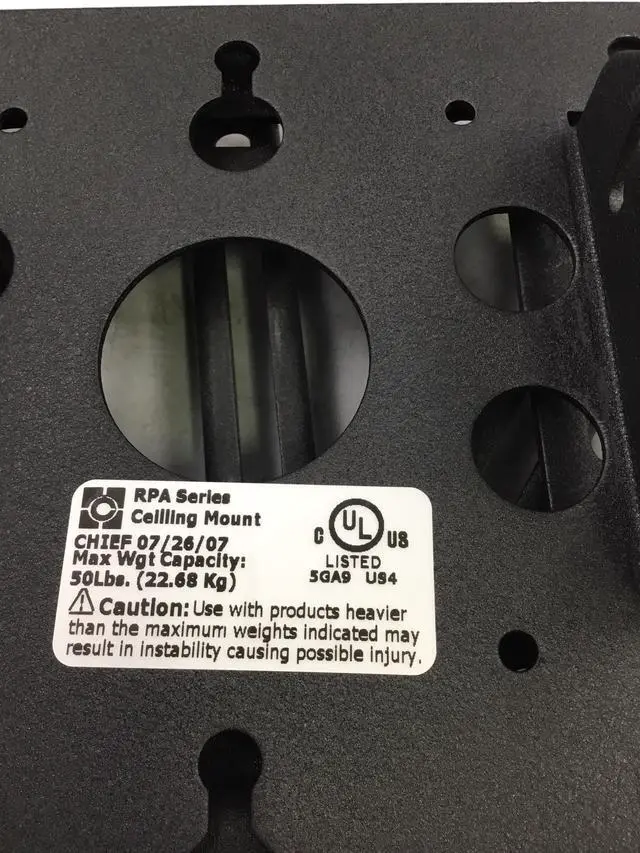 RPA Series
Ceilling Mount
CHIEF 07/26/07
Max Wgt Capacity:
50Lbs. (22.68 Kg)
C UL US
LISTED
5GA9 US4
Caution: Use with products heavier
than the maximum weights indicated may
result in instability causing possible injury.